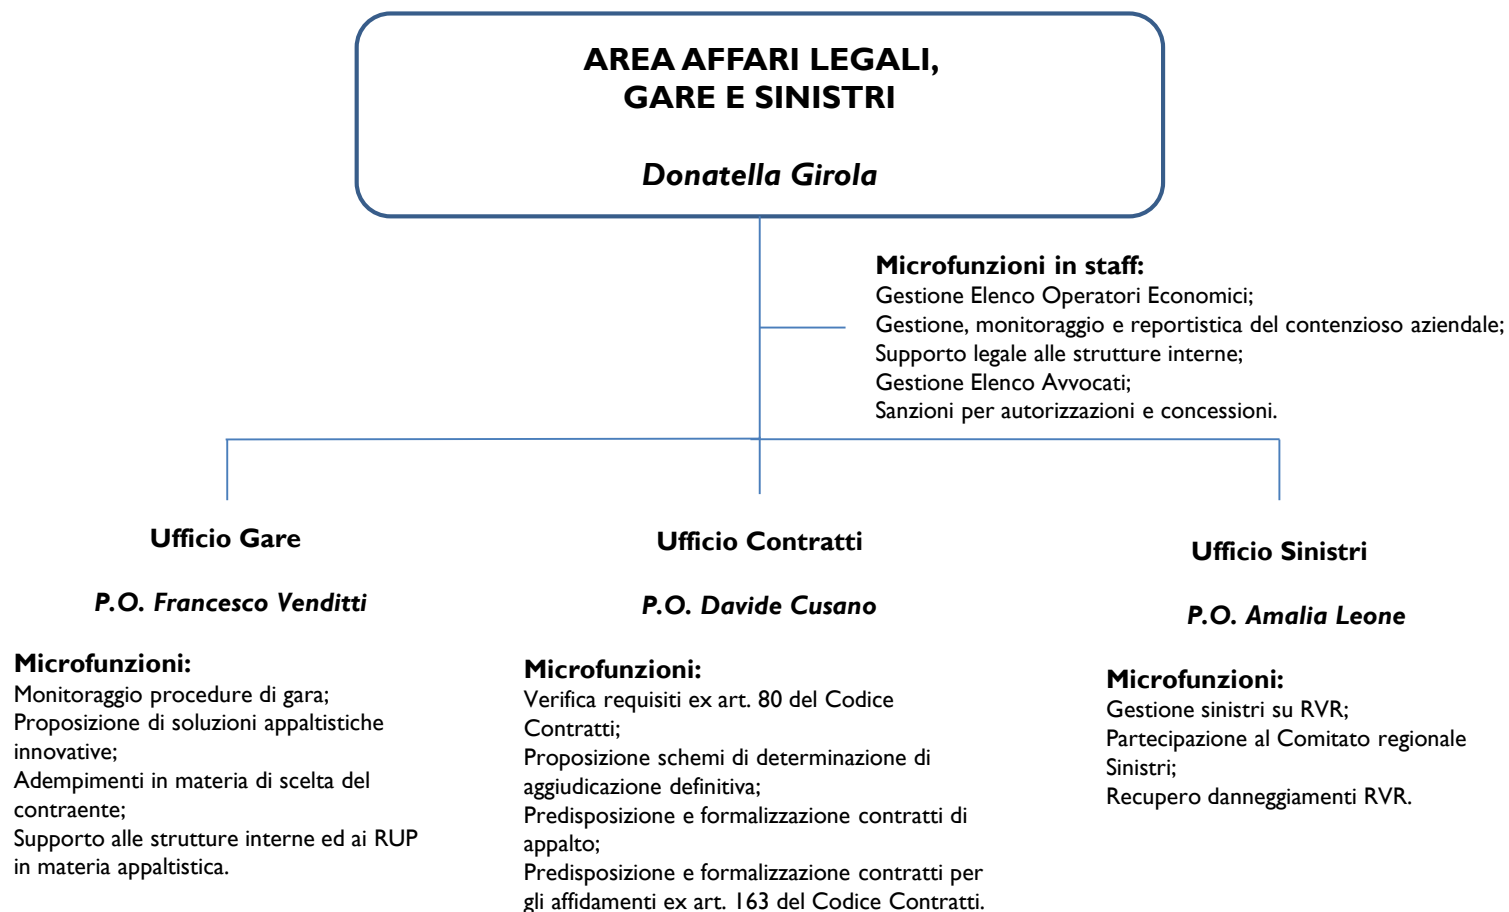 AREA AFFARI LEGALI,
GARE E SINISTRI
Donatella Girola
Microfunzioni in staff:
Gestione Elenco Operatori Economici;
Gestione, monitoraggio e reportistica del contenzioso aziendale;
Supporto legale alle strutture interne;
Gestione Elenco Avvocati;
Sanzioni per autorizzazioni e concessioni.
Ufficio Gare
P.O. Francesco Venditti
Microfunzioni:
Monitoraggio procedure di gara;
Proposizione di soluzioni appaltistiche
innovative;
Adempimenti in materia di scelta del
contraente;
Supporto alle strutture interne ed ai RUP
in materia appaltistica.
Ufficio Contratti
P.O. Davide Cusano
Microfunzioni:
Verifica requisiti ex art. 80 del Codice
Contratti;
Proposizione schemi di determinazione di
aggiudicazione definitiva;
Predisposizione e formalizzazione contratti di
appalto;
Predisposizione e formalizzazione contratti per
gli affidamenti ex art. 163 del Codice Contratti.
Ufficio Sinistri
P.O. Amalia Leone
Microfunzioni:
Gestione sinistri su RVR;
Partecipazione al Comitato regionale
Sinistri;
Recupero danneggiamenti RVR.